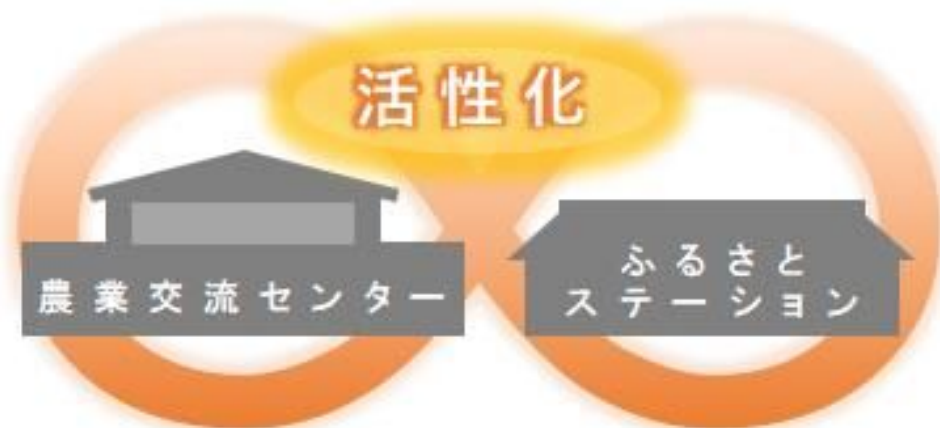 活性化
農業交流センター
ふるさと
ステーション